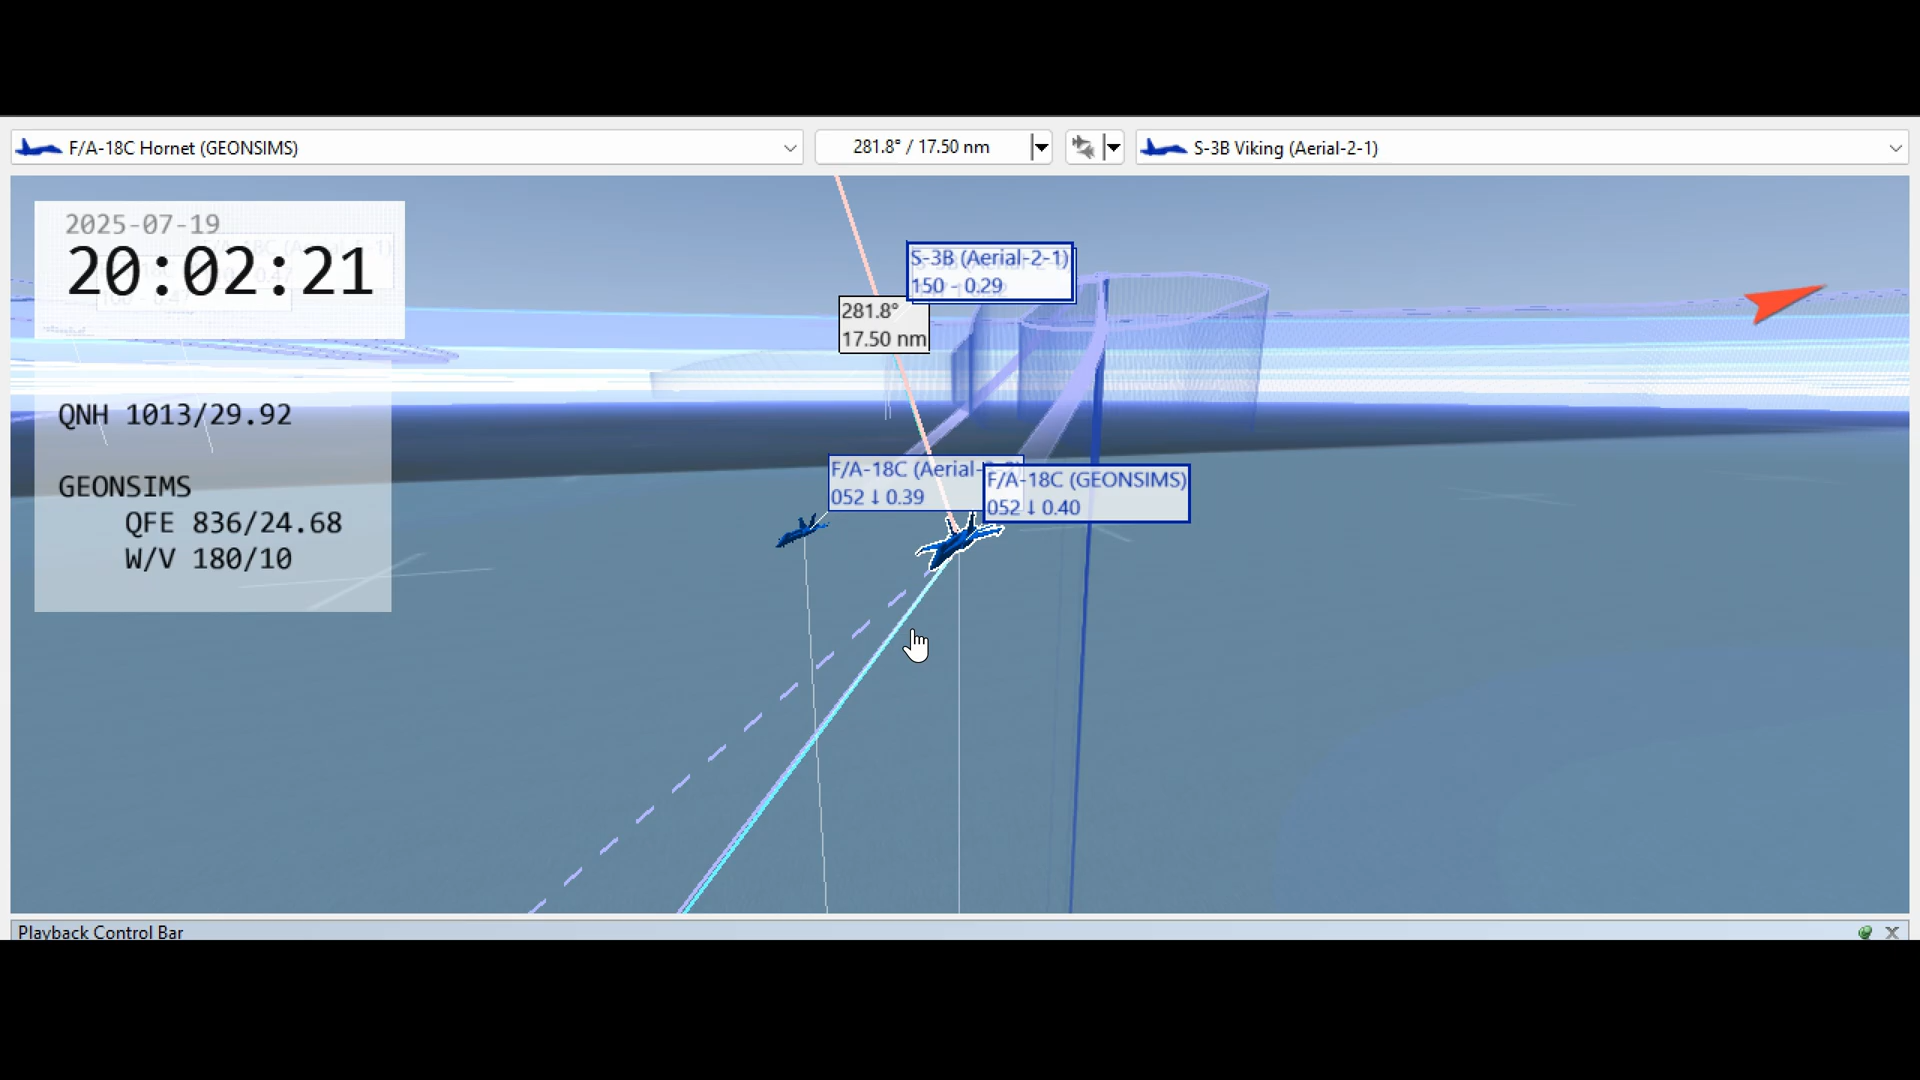 F/A-18C Hornet (GEONSIMS)
281.8° / 17.50 nm
S-3B Viking (Aerial-2-1)
2025-07-19
20:02:21
QNH 1013/29.92
GEONSIMS
QFE 836/24.68
W/V 180/10
S-3B (Aerial-2-1)
150 - 0.29
281.8°
17.50 nm
F/A-18C (Aerial-
052 ↓ 0.39
F/A-18C (GEONSIMS)
052 ↓ 0.40
Playback Control Bar